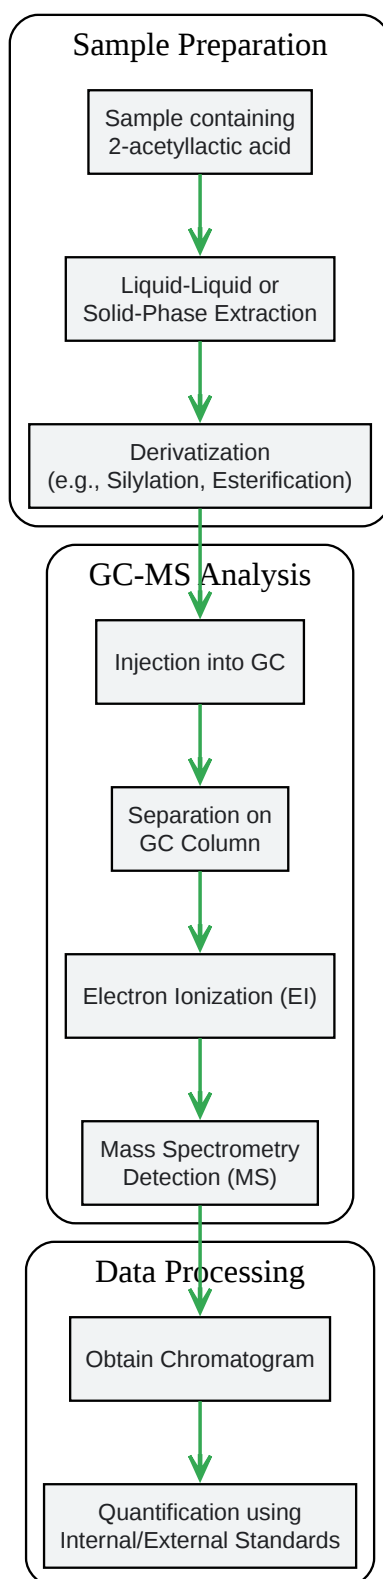 Sample Preparation
Sample containing
2-acetyllactic acid
Liquid-Liquid or
Solid-Phase Extraction
Derivatization
(e.g., Silylation, Esterification)
GC-MS Analysis
Injection into GC
Separation on
GC Column
Electron Ionization (EI)
Mass Spectrometry
Detection (MS)
Data Processing
Obtain Chromatogram
Quantification using
Internal/External Standards